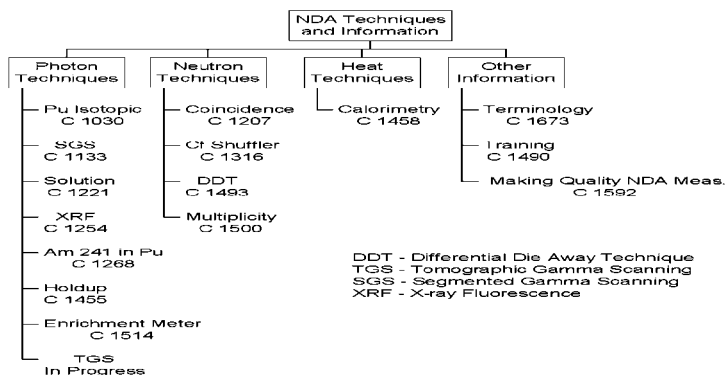 NDA Techniques
and Information
Photon
Techniques
Pu Isotopic
C 1030
SGS
C 1133
Solution
C 1221
XRF
C 1254
Am 241 in Pu
C 1268
Holdup
C 1455
Enrichment Meter
C 1514
TGS
In Progress
Neutron
Techniques
Coincidence
C 1207
Cf Shuffler
C 1316
DDT
C 1493
Multiplicity
C 1500
Heat
Techniques
Calorimetry
C 1458
Other
Information
Terminology
C 1673
Training
C 1490
Making Quality NDA Meas.
C 1592
DDT - Differential Die Away Technique
TGS - Tomographic Gamma Scanning
SGS - Segmented Gamma Scanning
XRF - X-ray Fluorescence